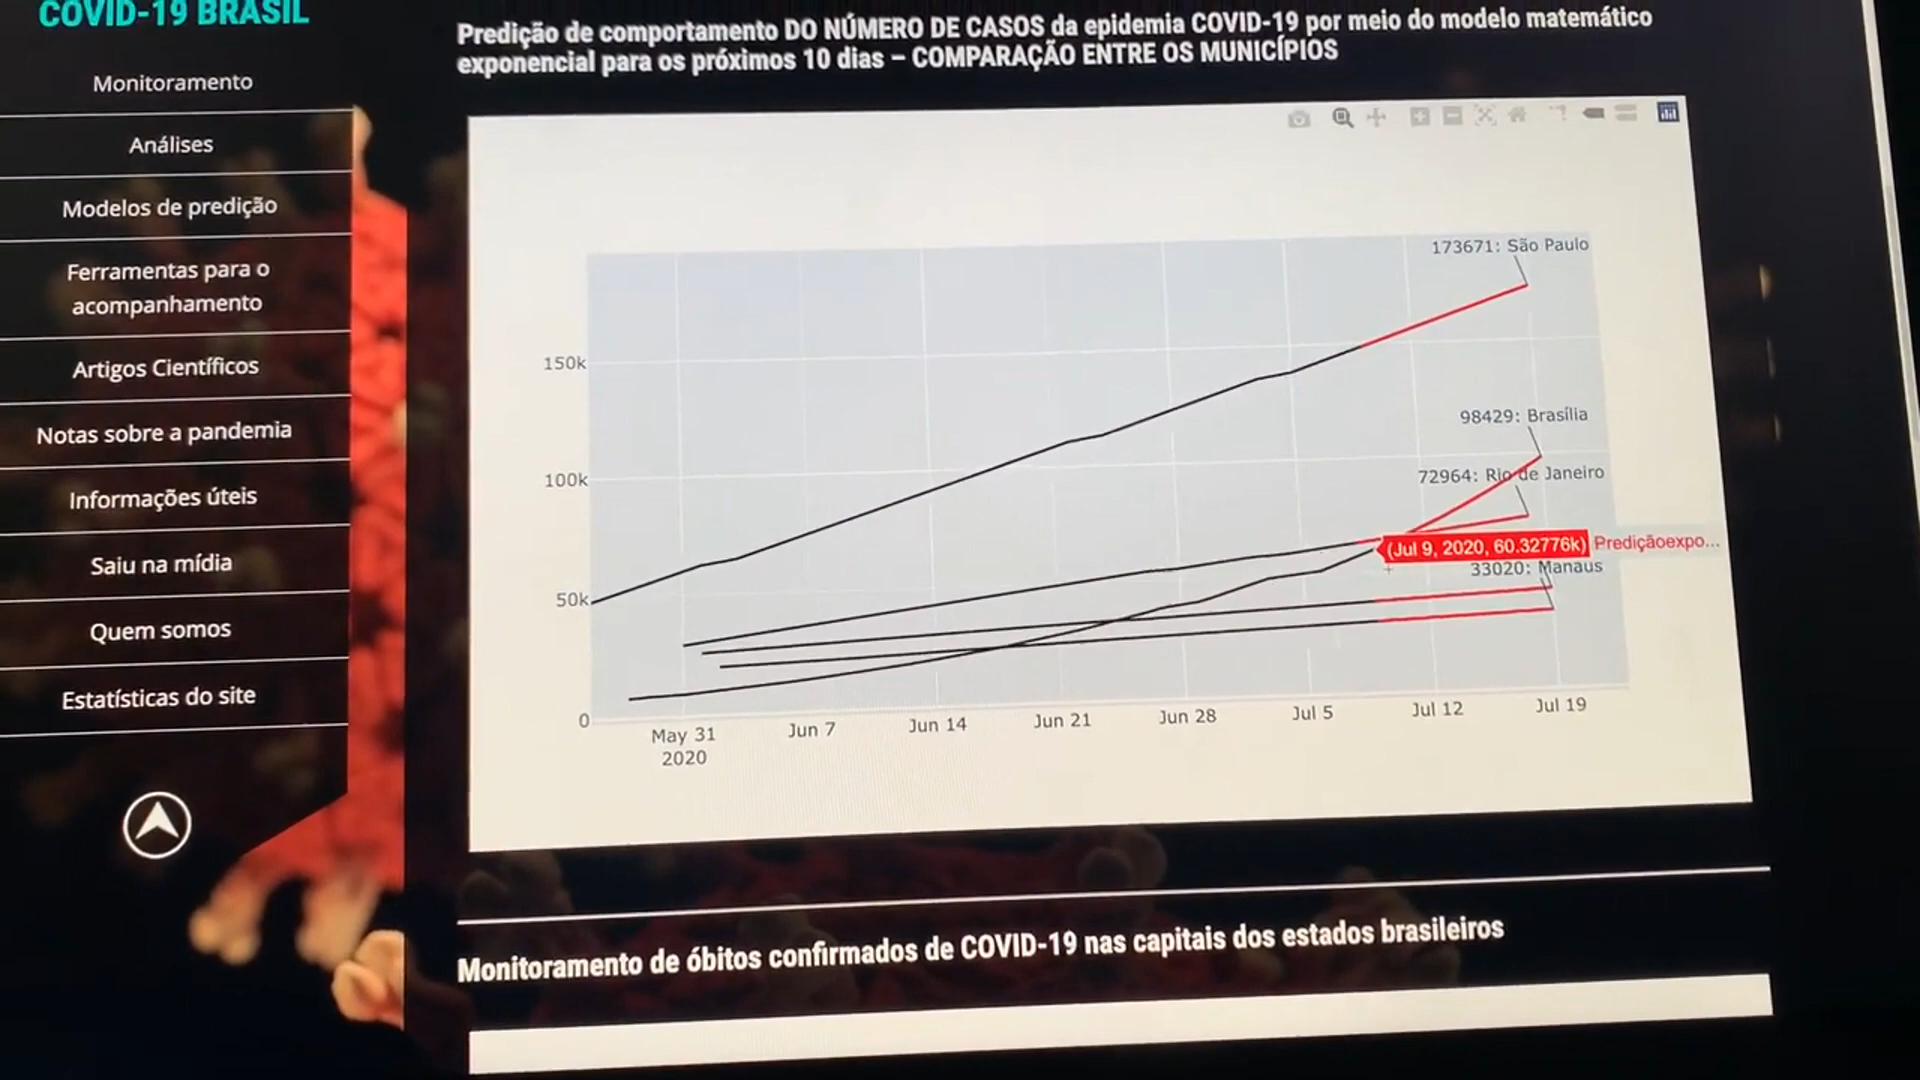 COVID-19 BRASIL
Monitoramento
Análises
Modelos de predição
Ferramentas para o
acompanhamento
Artigos Científicos
Notas sobre a pandemia
Informações úteis
Saiu na mídia
Quem somos
Estatísticas do site
Predição de comportamento DO NÚMERO DE CASOS da epidemia COVID-19 por meio do modelo matemático
exponencial para os próximos 10 dias – COMPARAÇÃO ENTRE OS MUNICÍPIOS
173671: São Paulo
150k
98429: Brasília
100k
72964: Rio de Janeiro
(Jul 9, 2020, 60.32776k) Prediçãoexpo...
33020: Manaus
50k
0
May 31
2020
Jun 7
Jun 14
Jun 21
Jun 28
Jul 5
Jul 12
Jul 19
Monitoramento de óbitos confirmados de COVID-19 nas capitais dos estados brasileiros